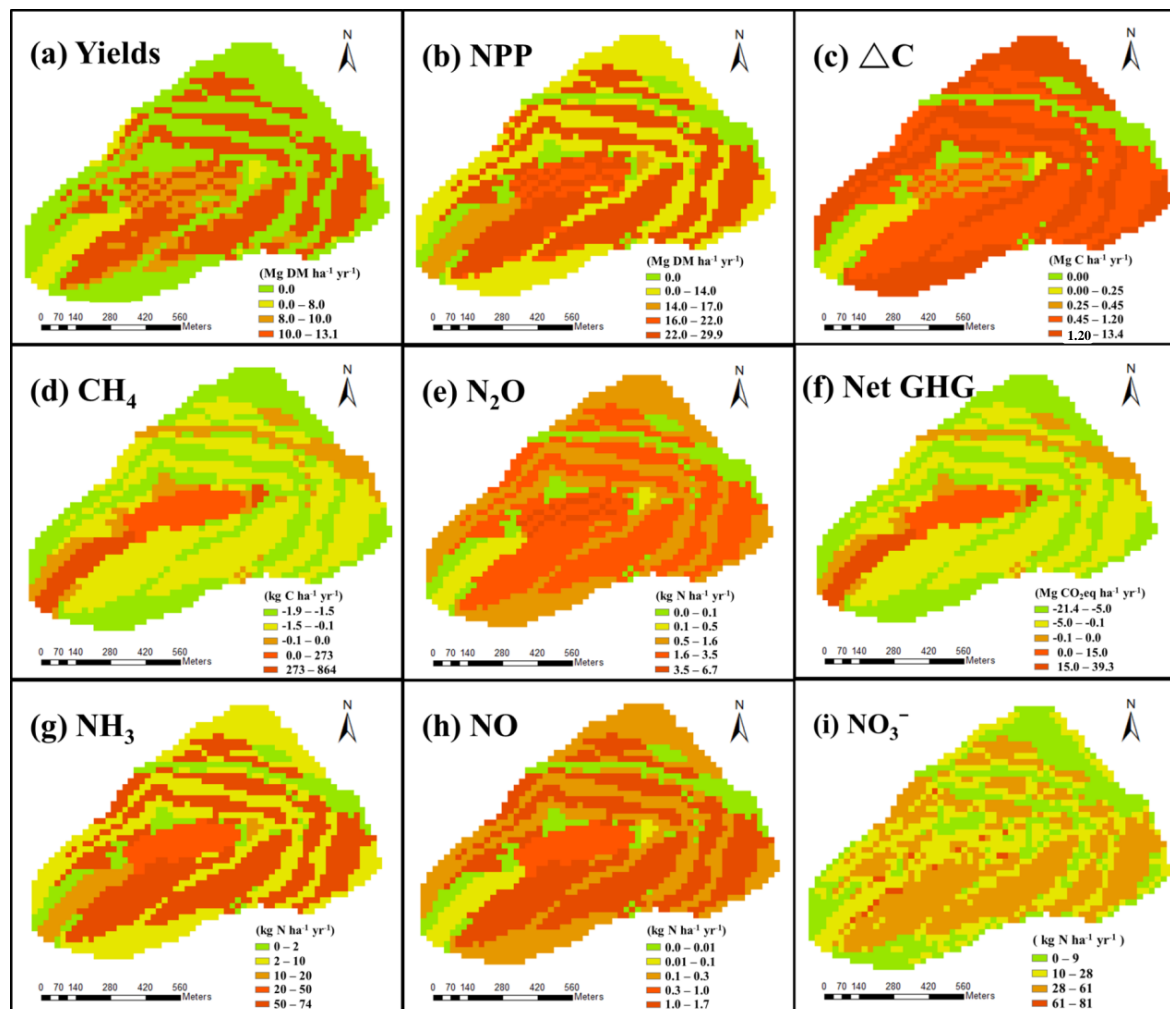 (a) Yields
N
(Mg DM ha⁻¹ yr⁻¹)
0.0
0.0 – 8.0
8.0 – 10.0
10.0 – 13.1
0 70 140 280 420 560
Meters
(b) NPP
N
(Mg DM ha⁻¹ yr⁻¹)
0.0
0.0 – 14.0
14.0 – 17.0
16.0 – 22.0
22.0 – 29.9
0 70 140 280 420 560
Meters
(c) △C
N
(Mg C ha⁻¹ yr⁻¹)
0.00
0.00 – 0.25
0.25 – 0.45
0.45 – 1.20
1.20 – 13.4
0 70 140 280 420 560
Meters
(d) CH₄
N
(kg C ha⁻¹ yr⁻¹)
-1.9 – -1.5
-1.5 – -0.1
-0.1 – 0.0
0.0 – 273
273 – 864
0 70 140 280 420 560
Meters
(e) N₂O
N
(kg N ha⁻¹ yr⁻¹)
0.0 – 0.1
0.1 – 0.5
0.5 – 1.6
1.6 – 3.5
3.5 – 6.7
0 70 140 280 420 560
Meters
(f) Net GHG
N
(Mg CO₂eq ha⁻¹ yr⁻¹)
-21.4 – -5.0
-5.0 – -0.1
-0.1 – 0.0
0.0 – 15.0
15.0 – 39.3
0 70 140 280 420 560
Meters
(g) NH₃
N
(kg N ha⁻¹ yr⁻¹)
0 – 2
2 – 10
10 – 20
20 – 50
50 – 74
0 70 140 280 420 560
Meters
(h) NO
N
(kg N ha⁻¹ yr⁻¹)
0.0 – 0.01
0.01 – 0.1
0.1 – 0.3
0.3 – 1.0
1.0 – 1.7
0 70 140 280 420 560
Meters
(i) NO₃⁻
N
( kg N ha⁻¹ yr⁻¹ )
0 – 9
10 – 28
28 – 61
61 – 81
0 70 140 280 420 560
Meters